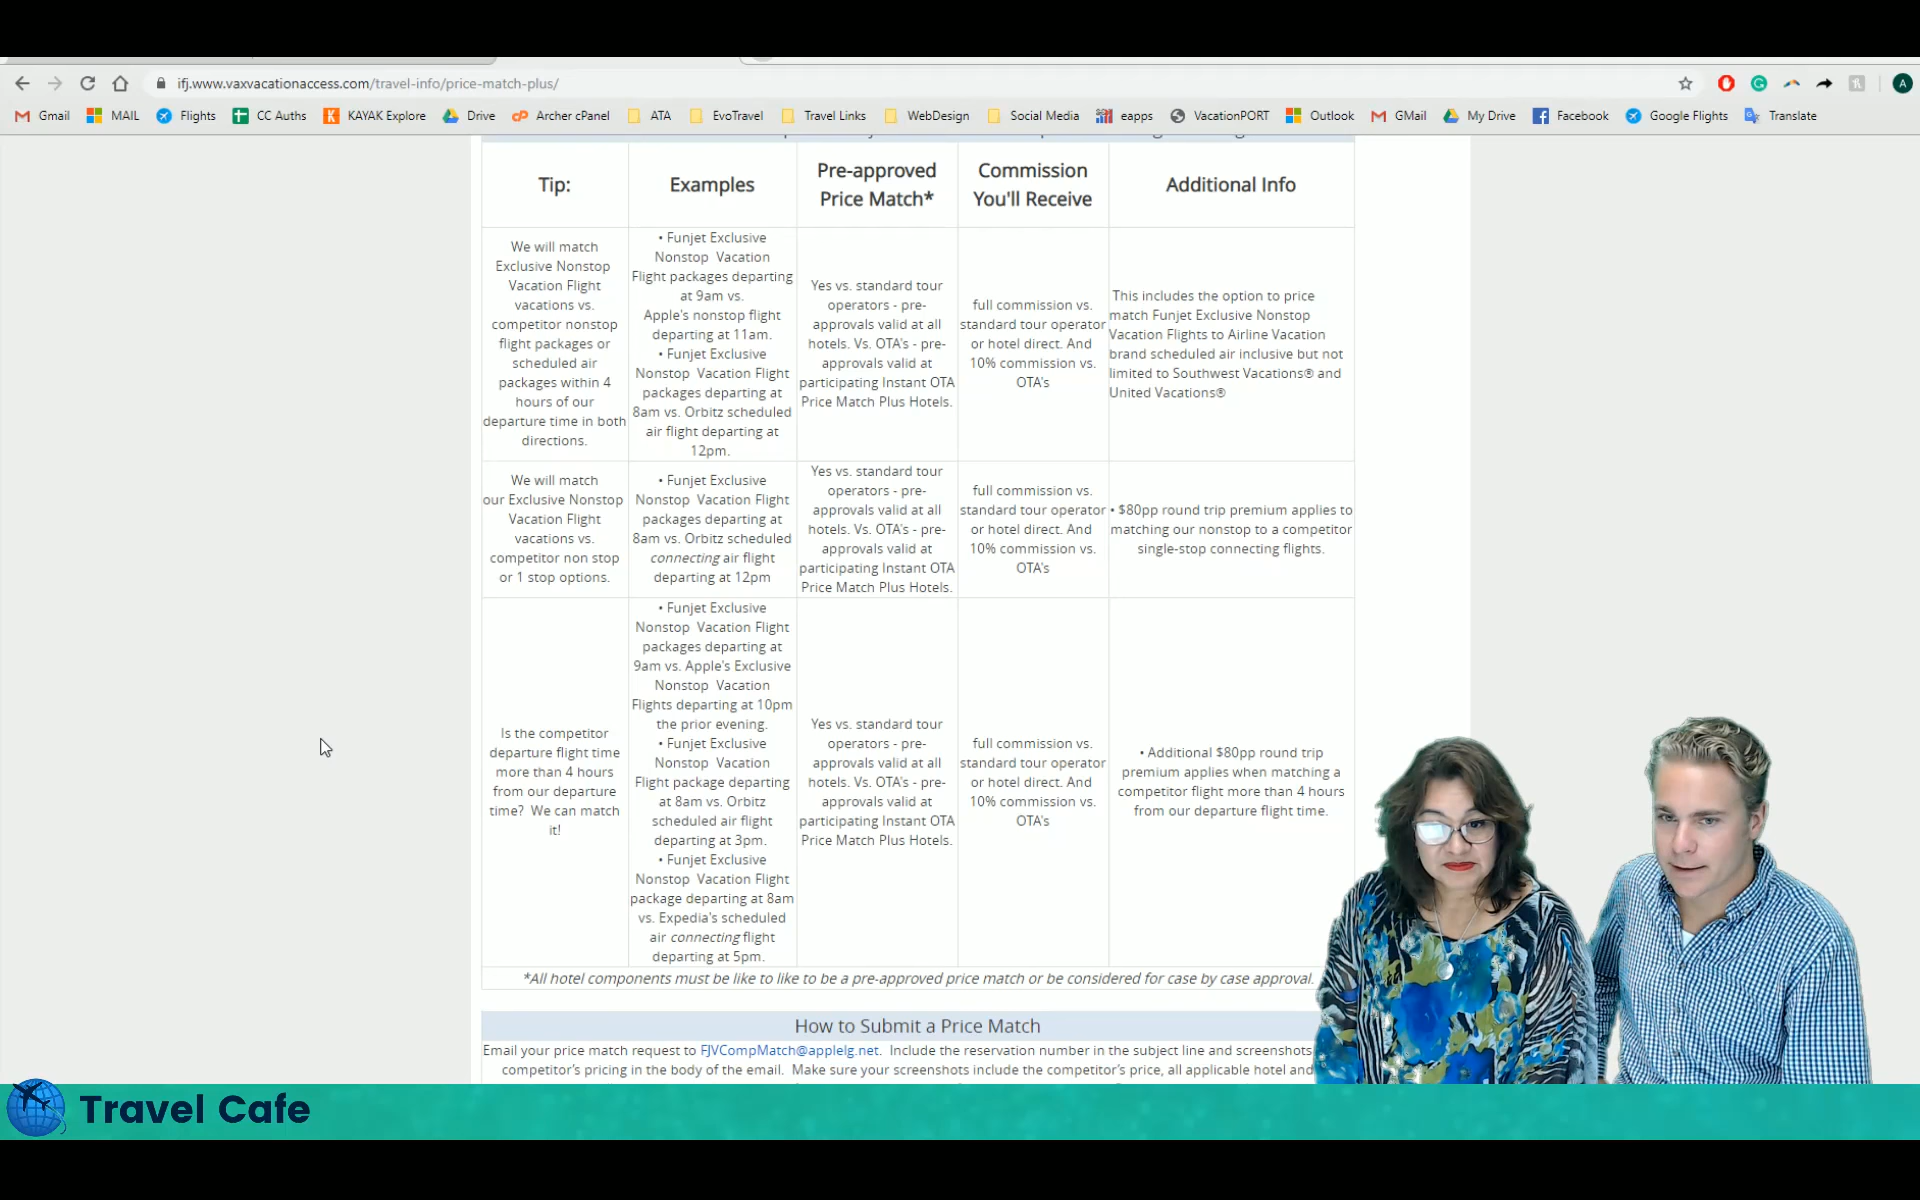 ifj.www.vaxvacationaccess.com/travel-info/price-match-plus/
A
Gmail
MAIL
Flights
CC Auths
KAYAK Explore
Drive
Archer cPanel
ATA
EvoTravel
Travel Links
WebDesign
Social Media
eapps
VacationPORT
Outlook
GMail
My Drive
Facebook
Google Flights
Translate
Tip:
Examples
Pre-approved
Price Match*
Commission
You'll Receive
Additional Info
We will match
Exclusive Nonstop
Vacation Flight
vacations vs.
competitor nonstop
flight packages or
scheduled air
packages within 4
hours of our
departure time in both
directions.
• Funjet Exclusive
Nonstop Vacation
Flight packages departing
at 9am vs.
Apple's nonstop flight
departing at 11am.
• Funjet Exclusive
Nonstop Vacation Flight
packages departing at
8am vs. Orbitz scheduled
air flight departing at
12pm.
Yes vs. standard tour
operators - pre-
approvals valid at all
hotels. Vs. OTA's - pre-
approvals valid at
participating Instant OTA
Price Match Plus Hotels.
full commission vs.
standard tour operator
or hotel direct. And
10% commission vs.
OTA's
This includes the option to price
match Funjet Exclusive Nonstop
Vacation Flights to Airline Vacation
brand scheduled air inclusive but not
limited to Southwest Vacations® and
United Vacations®
We will match
our Exclusive Nonstop
Vacation Flight
vacations vs.
competitor non stop
or 1 stop options.
• Funjet Exclusive
Nonstop Vacation Flight
packages departing at
8am vs. Orbitz scheduled
connecting air flight
departing at 12pm
Yes vs. standard tour
operators - pre-
approvals valid at all
hotels. Vs. OTA's - pre-
approvals valid at
participating Instant OTA
Price Match Plus Hotels.
full commission vs.
standard tour operator
or hotel direct. And
10% commission vs.
OTA's
• $80pp round trip premium applies to
matching our nonstop to a competitor
single-stop connecting flights.
Is the competitor
departure flight time
more than 4 hours
from our departure
time? We can match
it!
• Funjet Exclusive
Nonstop Vacation Flight
packages departing at
9am vs. Apple's Exclusive
Nonstop Vacation
Flights departing at 10pm
the prior evening.
• Funjet Exclusive
Nonstop Vacation
Flight package departing
at 8am vs. Orbitz
scheduled air flight
departing at 3pm.
• Funjet Exclusive
Nonstop Vacation Flight
package departing at 8am
vs. Expedia's scheduled
air connecting flight
departing at 5pm.
Yes vs. standard tour
operators - pre-
approvals valid at all
hotels. Vs. OTA's - pre-
approvals valid at
participating Instant OTA
Price Match Plus Hotels.
full commission vs.
standard tour operator
or hotel direct. And
10% commission vs.
OTA's
• Additional $80pp round trip
premium applies when matching a
competitor flight more than 4 hours
from our departure flight time.
*All hotel components must be like to like to be a pre-approved price match or be considered for case by case approval.
How to Submit a Price Match
Email your price match request to FJVCompMatch@applelg.net. Include the reservation number in the subject line and screenshots
competitor's pricing in the body of the email. Make sure your screenshots include the competitor's price, all applicable hotel and
Travel Cafe